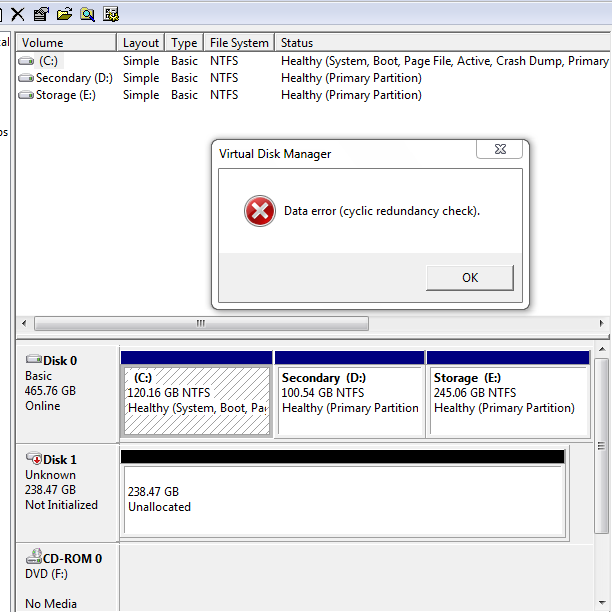 Volume Layout Type File System Status
(C:) Simple Basic NTFS Healthy (System, Boot, Page File, Active, Crash Dump, Primary
Secondary (D:) Simple Basic NTFS Healthy (Primary Partition)
Storage (E:) Simple Basic NTFS Healthy (Primary Partition)
Virtual Disk Manager
Data error (cyclic redundancy check).
OK
Disk 0
Basic
465.76 GB
Online
(C:)
120.16 GB NTFS
Healthy (System, Boot, Pa
Secondary (D:)
100.54 GB NTFS
Healthy (Primary Partition
Storage (E:)
245.06 GB NTFS
Healthy (Primary Partition)
Disk 1
Unknown
238.47 GB
Not Initialized
238.47 GB
Unallocated
CD-ROM 0
DVD (F:)
No Media